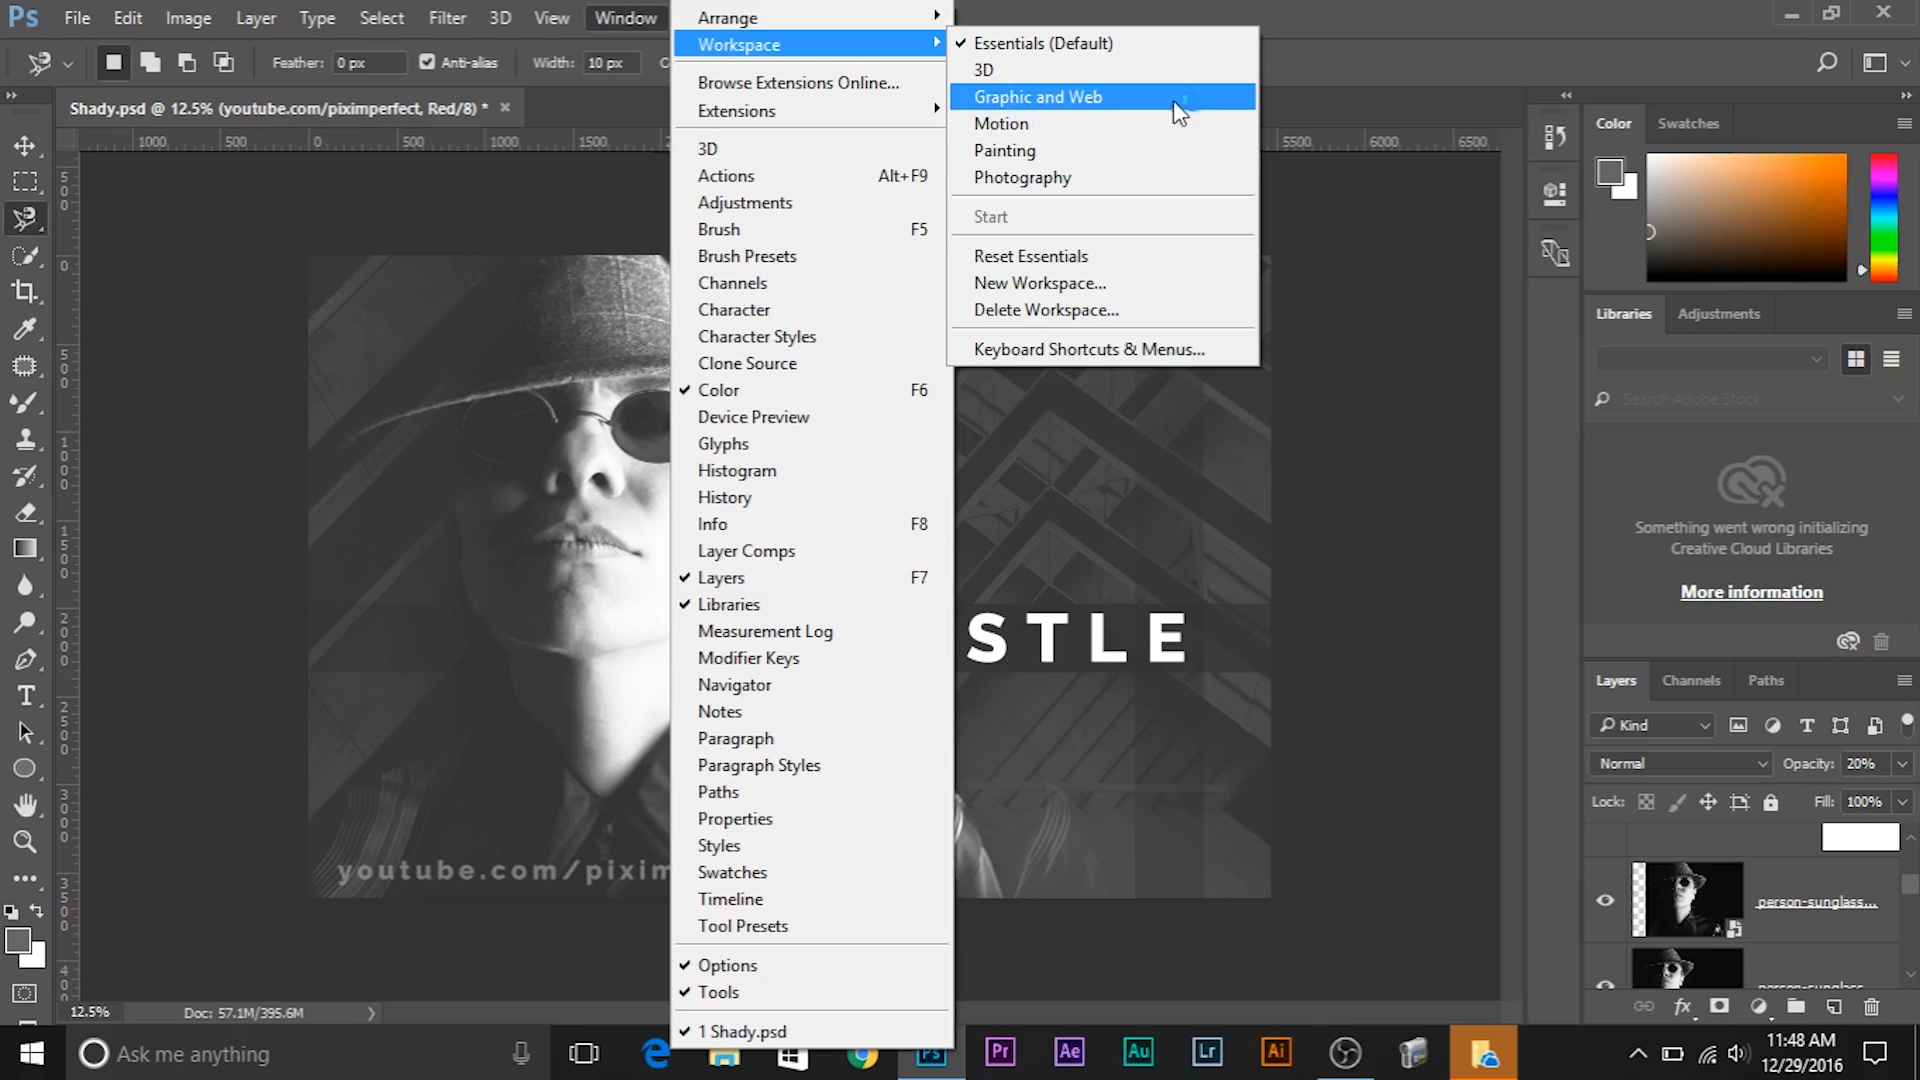 Ps File Edit Image Layer Type Select Filter 3D View Window
Feather: 0 px Anti-alias Width: 10 px
Shady.psd @ 12.5% (youtube.com/piximperfect, Red/8) *
1000 500 0 500 1000 1500 5500 6000 6500
Arrange
Workspace
Browse Extensions Online...
Extensions
3D
Actions Alt+F9
Adjustments
Brush F5
Brush Presets
Channels
Character
Character Styles
Clone Source
Color F6
Device Preview
Glyphs
Histogram
History
Info F8
Layer Comps
Layers F7
Libraries
Measurement Log
Modifier Keys
Navigator
Notes
Paragraph
Paragraph Styles
Paths
Properties
Styles
Swatches
Timeline
Tool Presets
Options
Tools
1 Shady.psd
Essentials (Default)
3D
Graphic and Web
Motion
Painting
Photography
Start
Reset Essentials
New Workspace...
Delete Workspace...
Keyboard Shortcuts & Menus...
STLE
youtube.com/pixim
Color Swatches
Libraries Adjustments
Search Adobe Stock
Something went wrong initializing
Creative Cloud Libraries
More information
Layers Channels Paths
Kind
Normal Opacity: 20%
Lock: Fill: 100%
person-sunglass...
person-sunglass...
12.5% Doc: 57.1M/395.6M
Ask me anything
Ps Pr Ae Au Lr Ai
11:48 AM
12/29/2016